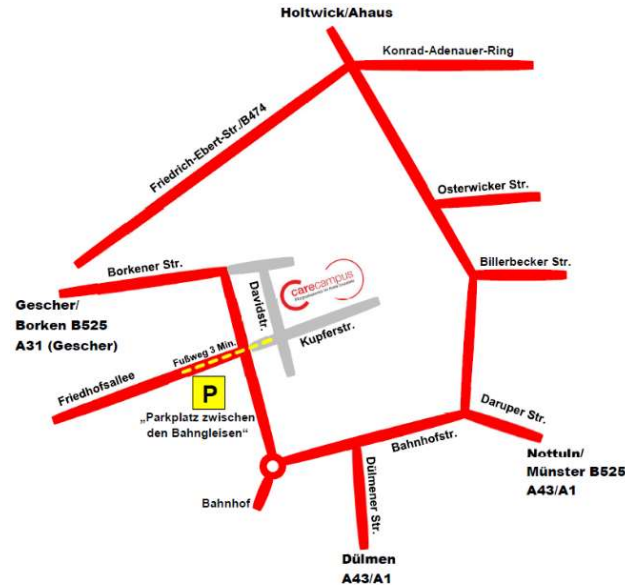 Holtwick/Ahaus
Konrad-Adenauer-Ring
Friedrich-Ebert-Str./B474
Osterwicker Str.
Borkener Str.
Billerbecker Str.
carecampus
Davidstr.
Gescher/
Borken B525
A31 (Gescher)
Kupferstr.
Fußweg 3 Min.
Friedhofsallee
P
„Parkplatz zwischen
den Bahngleisen“
Daruper Str.
Bahnhofstr.
Nottuln/
Münster B525
A43/A1
Bahnhof
Dülmener Str.
Dülmen
A43/A1